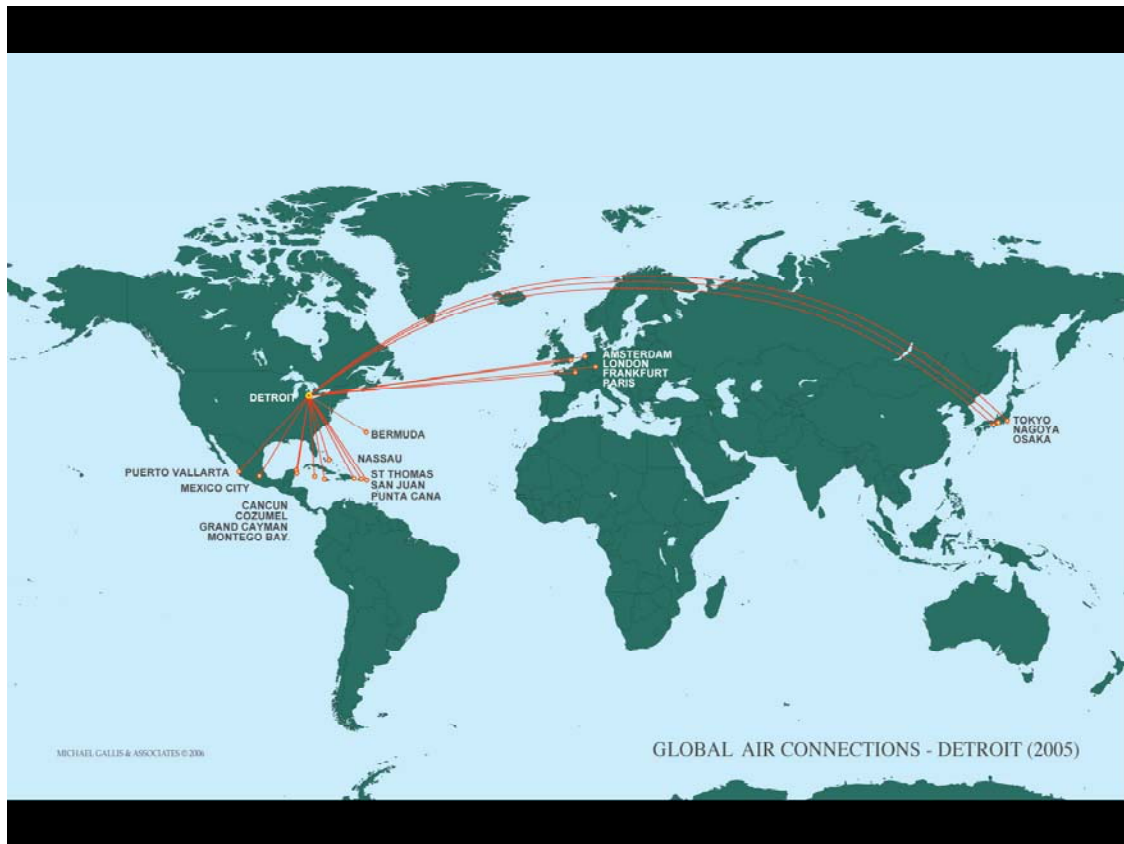 AMSTERDAM
LONDON
FRANKFURT
PARIS
DETROIT
TOKYO
NAGOYA
OSAKA
BERMUDA
NASSAU
PUERTO VALLARTA
MEXICO CITY
ST THOMAS
SAN JUAN
PUNTA CANA
CANCUN
COZUMEL
GRAND CAYMAN
MONTEGO BAY.
MICHAEL GALLIS & ASSOCIATES © 2006
GLOBAL AIR CONNECTIONS - DETROIT (2005)